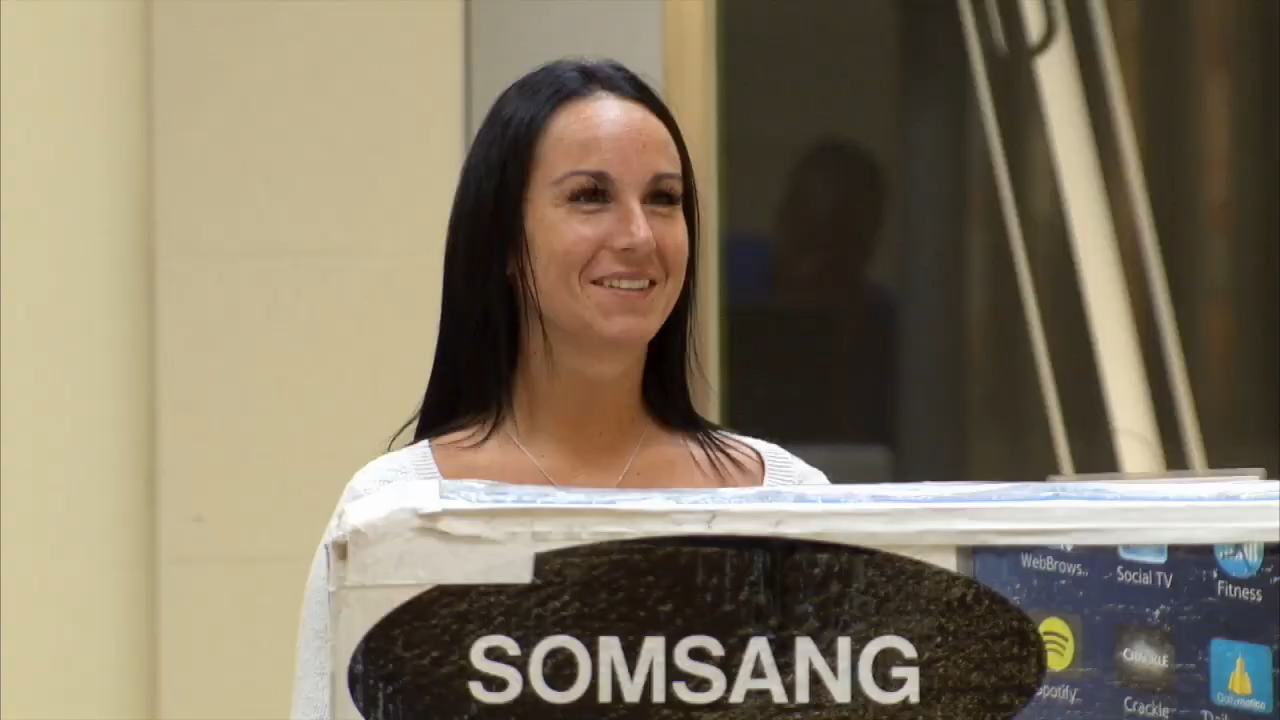 WebBrows..
Social TV
Fitness
SOMSANG
CRACKLE
Spotify
Crackle